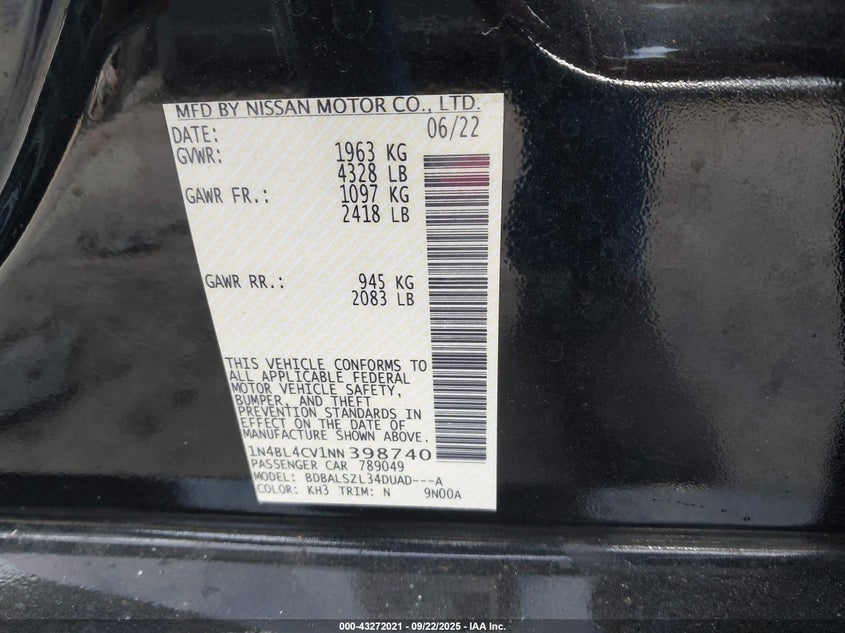 MFD BY NISSAN MOTOR CO., LTD.
DATE: 06/22
GVWR: 1963 KG
4328 LB
GAWR FR.: 1097 KG
2418 LB
GAWR RR.: 945 KG
2083 LB
THIS VEHICLE CONFORMS TO
ALL APPLICABLE FEDERAL
MOTOR VEHICLE SAFETY,
BUMPER, AND THEFT
PREVENTION STANDARDS IN
EFFECT ON THE DATE OF
MANUFACTURE SHOWN ABOVE.
1N4BL4CV1NN398740
PASSENGER CAR 789049
MODEL: BDBALSZL34DUAD---A
COLOR: KH3 TRIM: N 9N00A
000-43272021 - 09/22/2025 - IAA Inc.